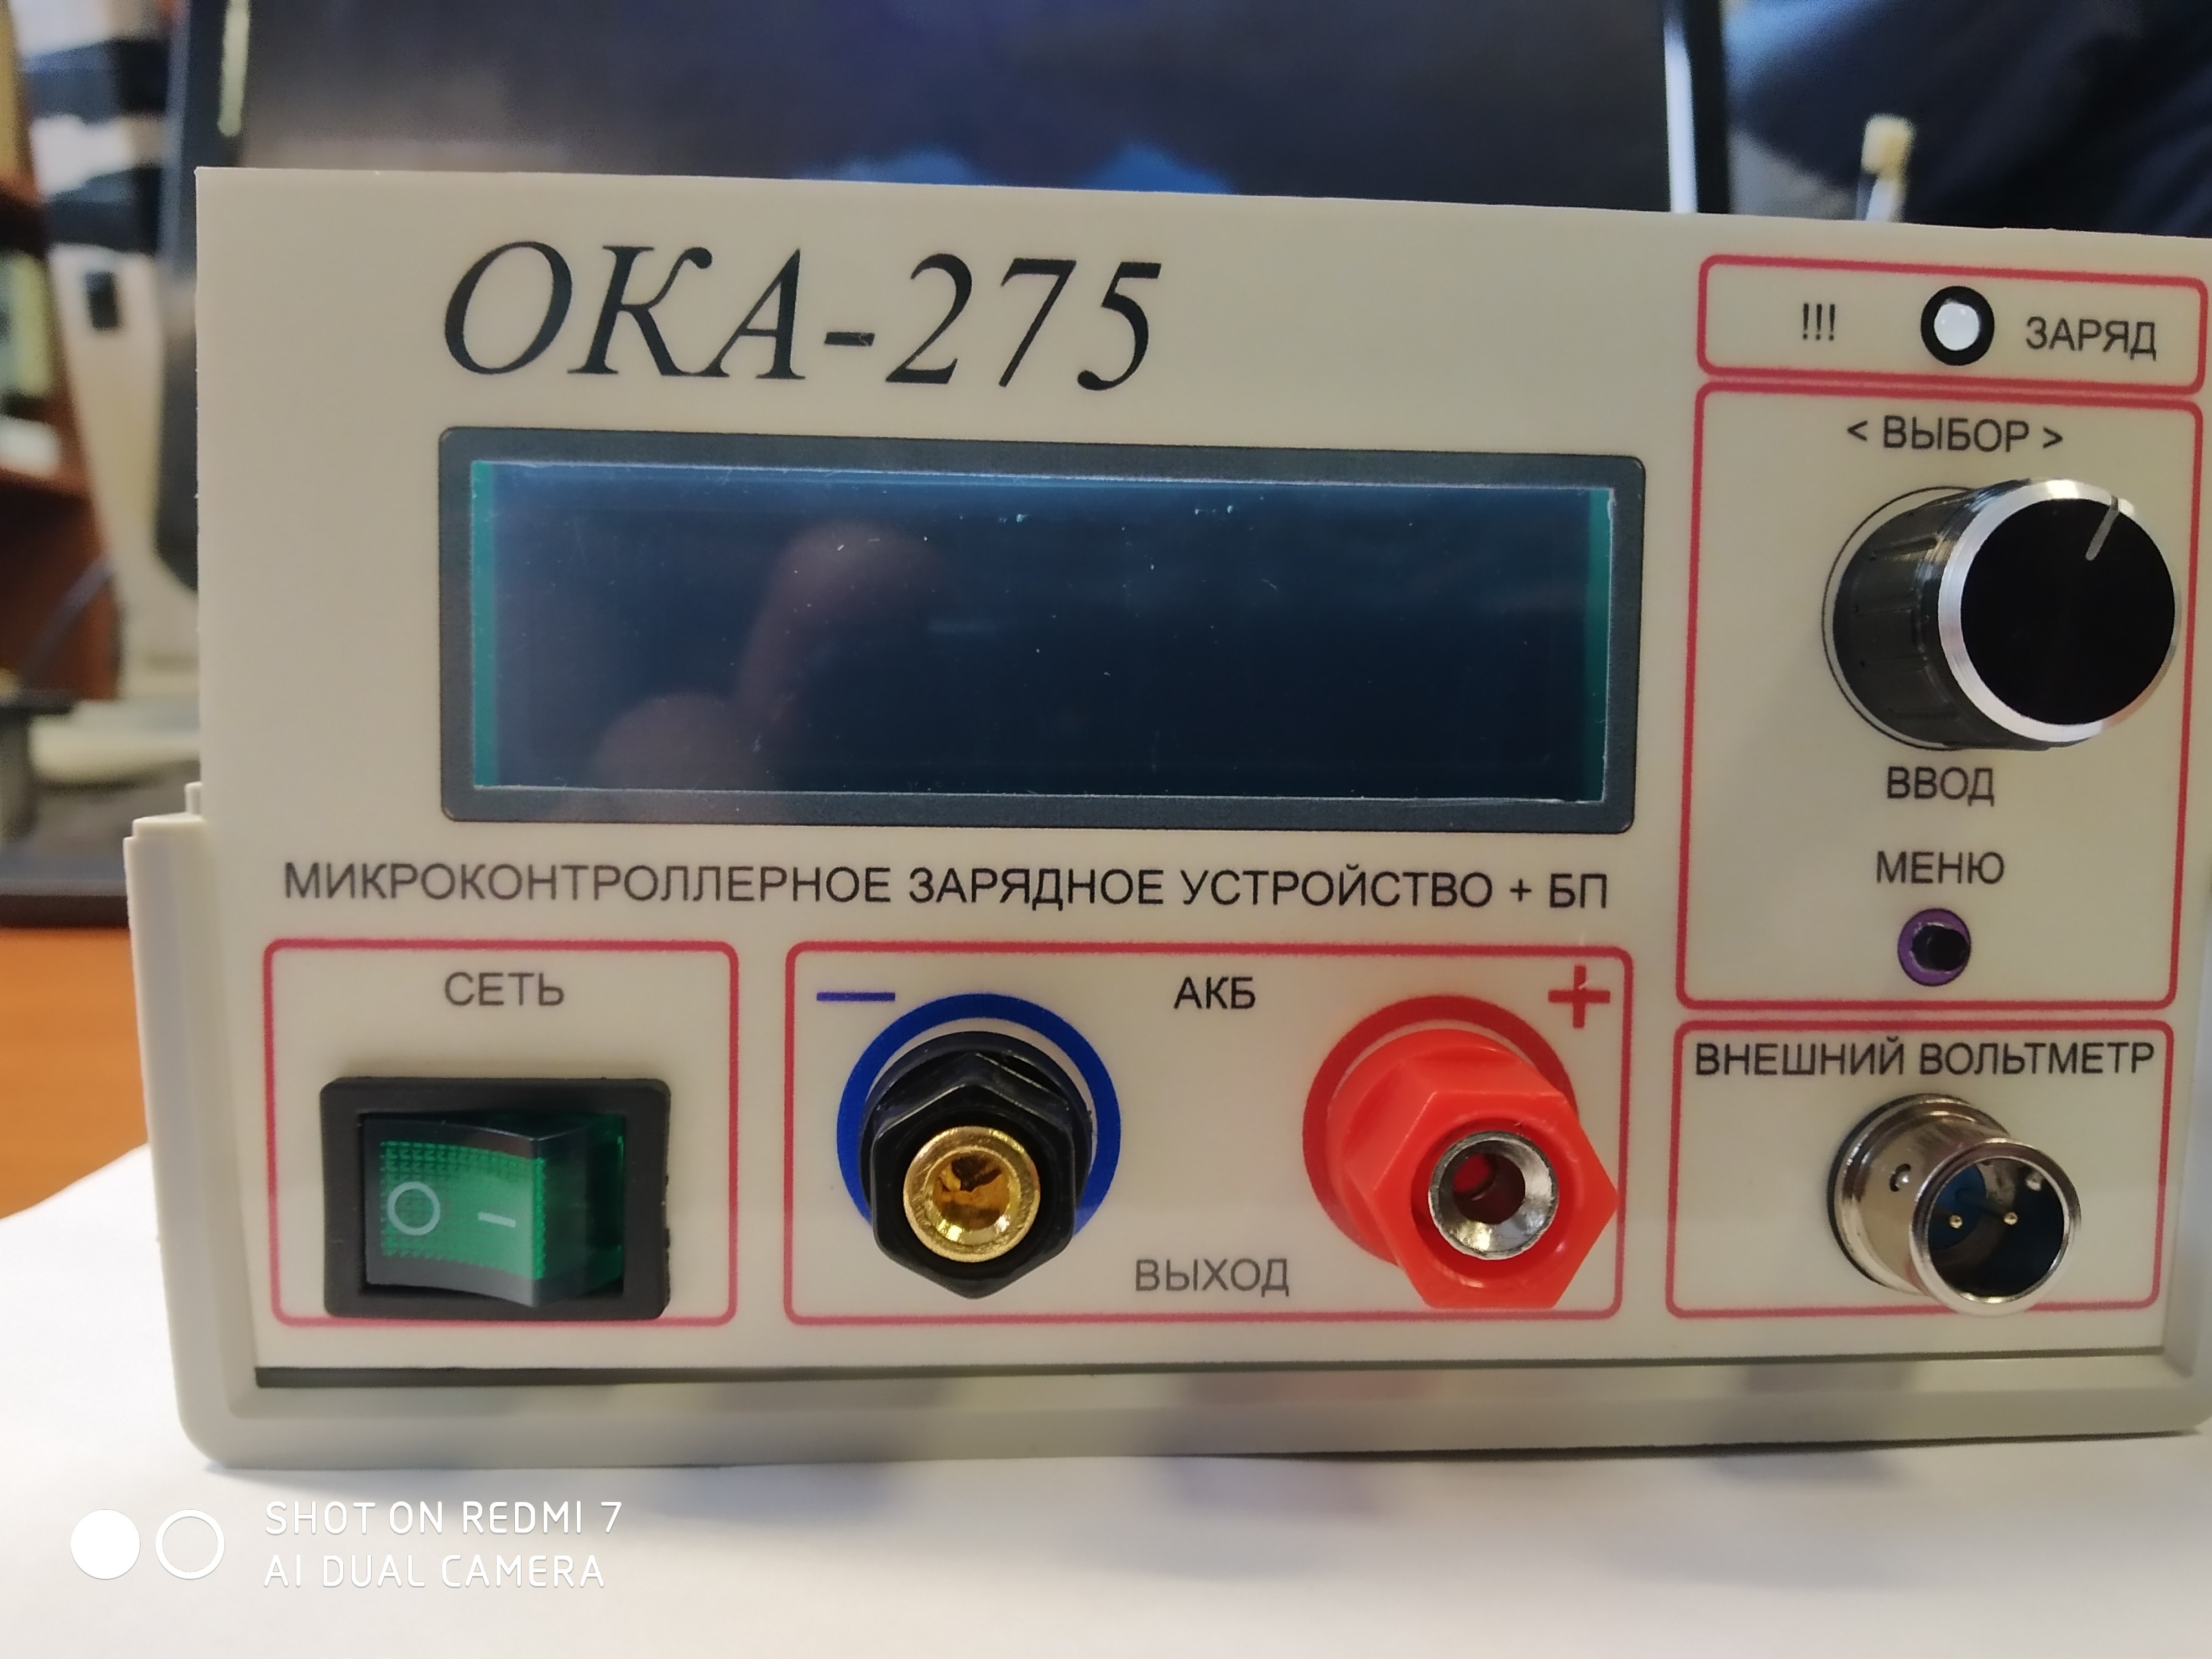 ОКА-275
!!! ЗАРЯД
< ВЫБОР >
ВВОД
МЕНЮ
МИКРОКОНТРОЛЛЕРНОЕ ЗАРЯДНОЕ УСТРОЙСТВО + БП
СЕТЬ
— АКБ +
ВЫХОД
ВНЕШНИЙ ВОЛЬТМЕТР
SHOT ON REDMI 7
AI DUAL CAMERA